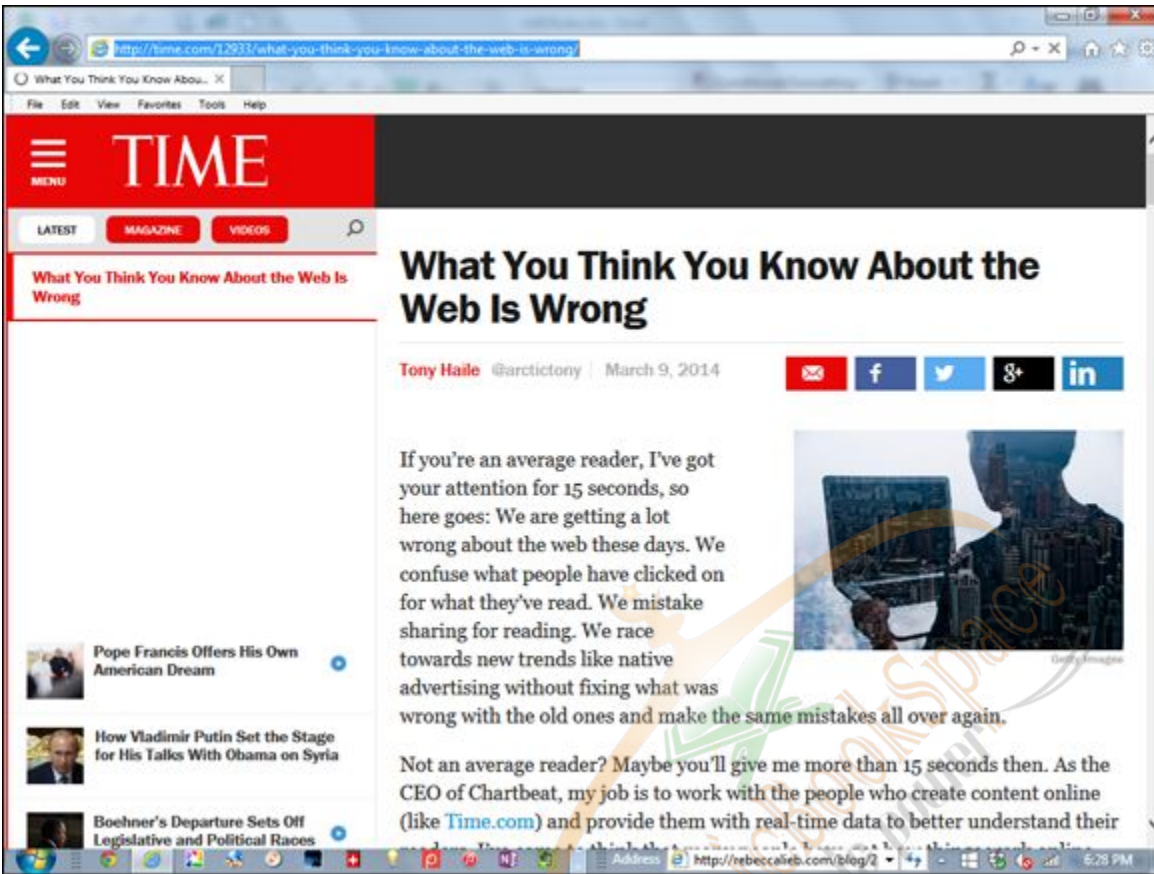 http://time.com/12933/what-you-think-you-know-about-the-web-is-wrong/
What You Think You Know Abou...
File Edit View Favorites Tools Help
MENU
TIME
LATEST MAGAZINE VIDEOS
What You Think You Know About the Web Is
Wrong
Pope Francis Offers His Own
American Dream
How Vladimir Putin Set the Stage
for His Talks With Obama on Syria
Boehner's Departure Sets Off
Legislative and Political Races
What You Think You Know About the
Web Is Wrong
Tony Haile @arctictony March 9, 2014
f g+ in
If you're an average reader, I've got
your attention for 15 seconds, so
here goes: We are getting a lot
wrong about the web these days. We
confuse what people have clicked on
for what they've read. We mistake
sharing for reading. We race
towards new trends like native
advertising without fixing what was
wrong with the old ones and make the same mistakes all over again.
Getty Images
Not an average reader? Maybe you'll give me more than 15 seconds then. As the
CEO of Chartbeat, my job is to work with the people who create content online
(like Time.com) and provide them with real-time data to better understand their
Address http://rebeccalieb.com/blog/2 6:28 PM